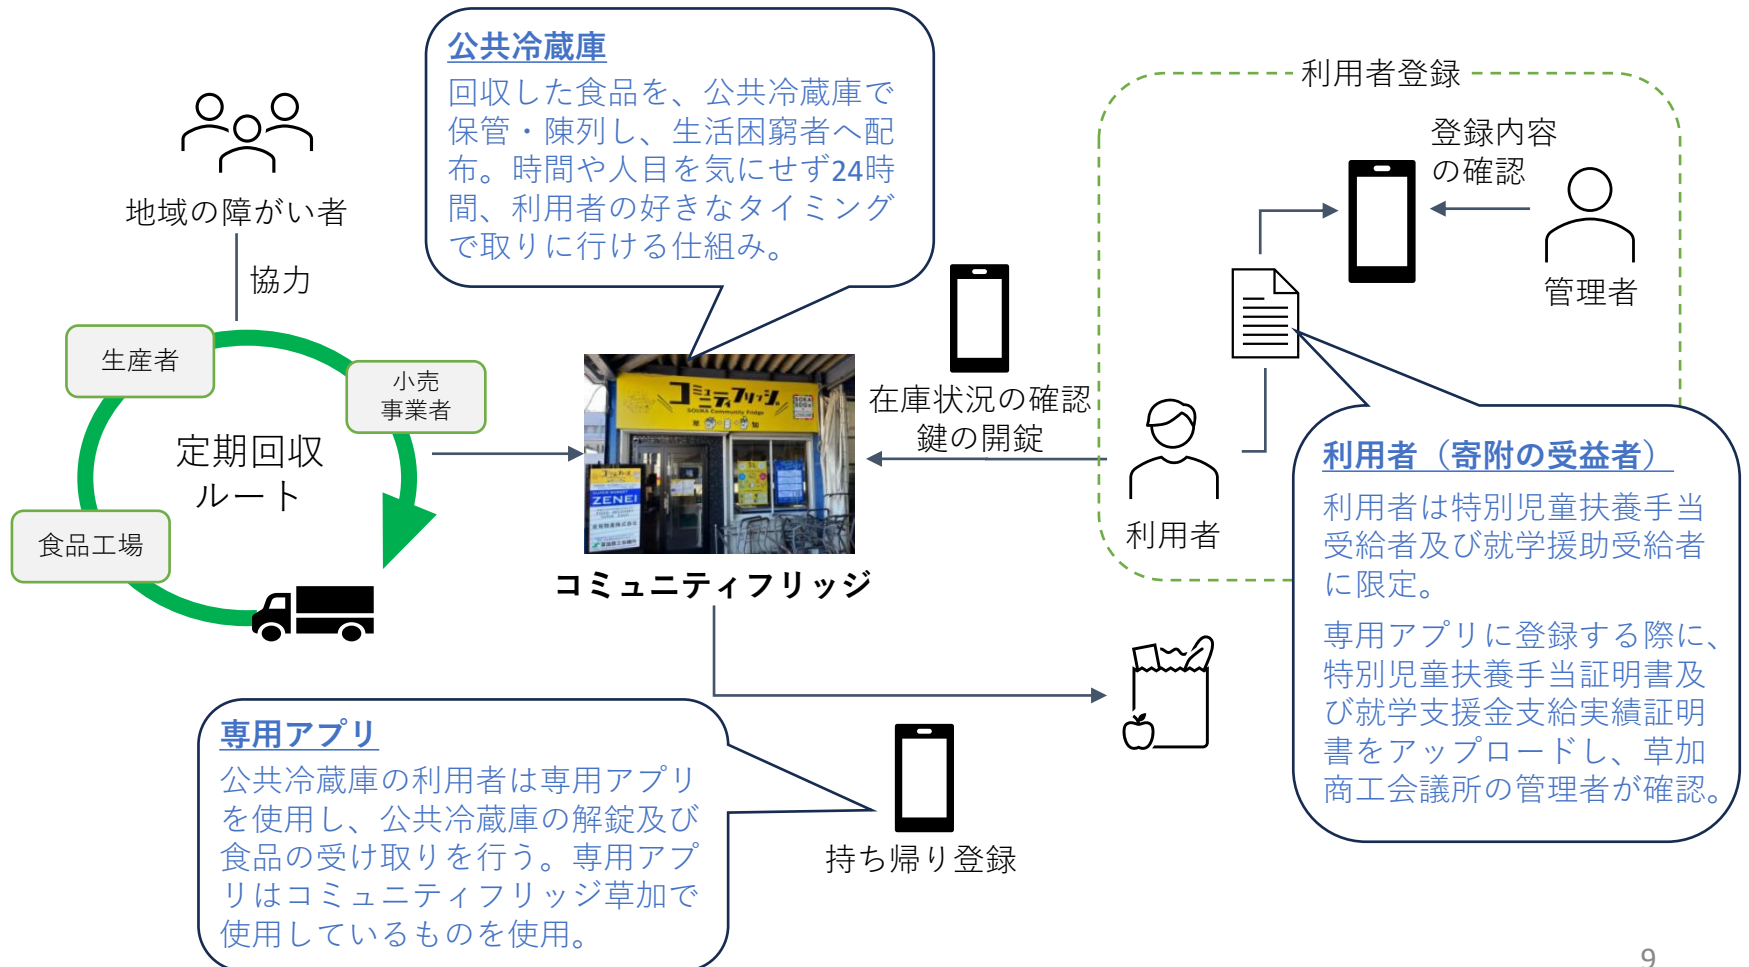 公共冷蔵庫
回収した食品を、公共冷蔵庫で
保管・陳列し、生活困窮者へ配
布。時間や人目を気にせず24時
間、利用者の好きなタイミング
で取りに行ける仕組み。
地域の障がい者
協力
生産者
小売
事業者
定期回収
ルート
食品工場
コミュニティフリッジ
SOUKA Community Fridge
ZENEI
コミュニティフリッジ
在庫状況の確認
鍵の開錠
利用者登録
登録内容
の確認
管理者
利用者
利用者（寄附の受益者）
利用者は特別児童扶養手当
受給者及び就学援助受給者
に限定。
専用アプリに登録する際に、
特別児童扶養手当証明書及
び就学支援金支給実績証明
書をアップロードし、草加
商工会議所の管理者が確認。
専用アプリ
公共冷蔵庫の利用者は専用アプリ
を使用し、公共冷蔵庫の解錠及び
食品の受け取りを行う。専用アプ
リはコミュニティフリッジ草加で
使用しているものを使用。
持ち帰り登録
9